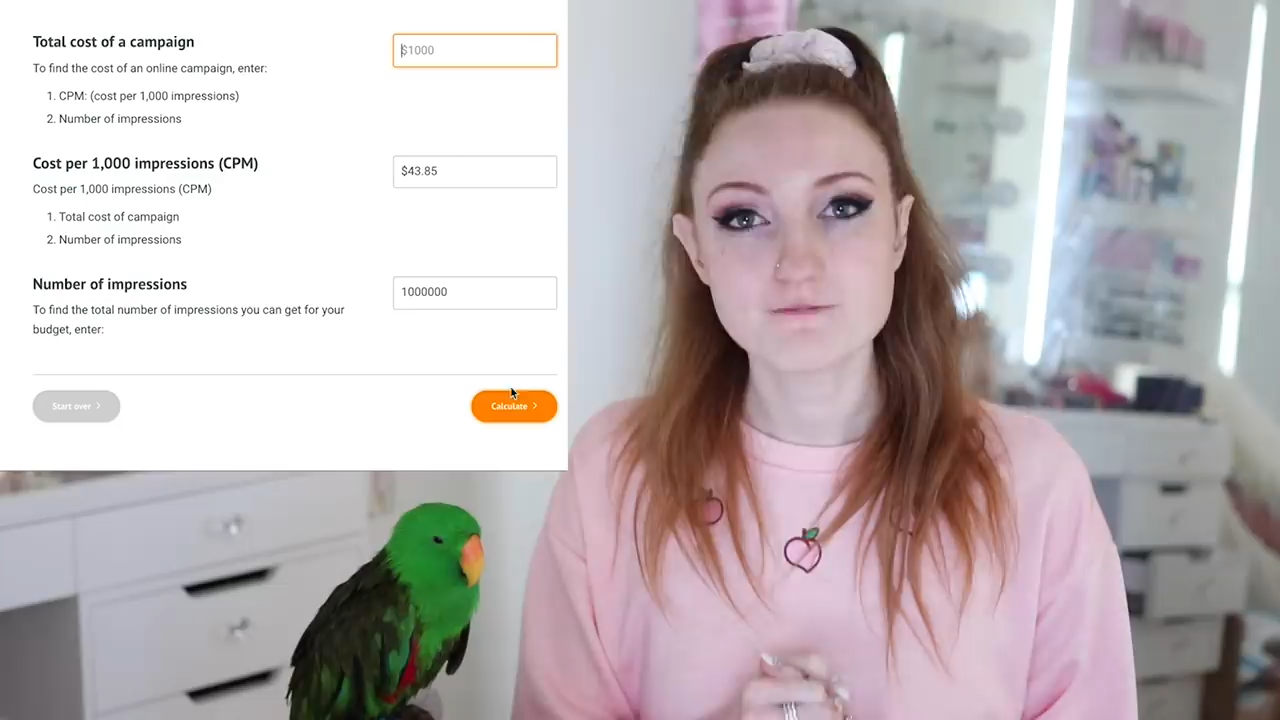 Total cost of a campaign
$1000
To find the cost of an online campaign, enter:
1. CPM: (cost per 1,000 impressions)
2. Number of impressions
Cost per 1,000 impressions (CPM)
$43.85
Cost per 1,000 impressions (CPM)
1. Total cost of campaign
2. Number of impressions
Number of impressions
1000000
To find the total number of impressions you can get for your
budget, enter:
Start over
Calculate